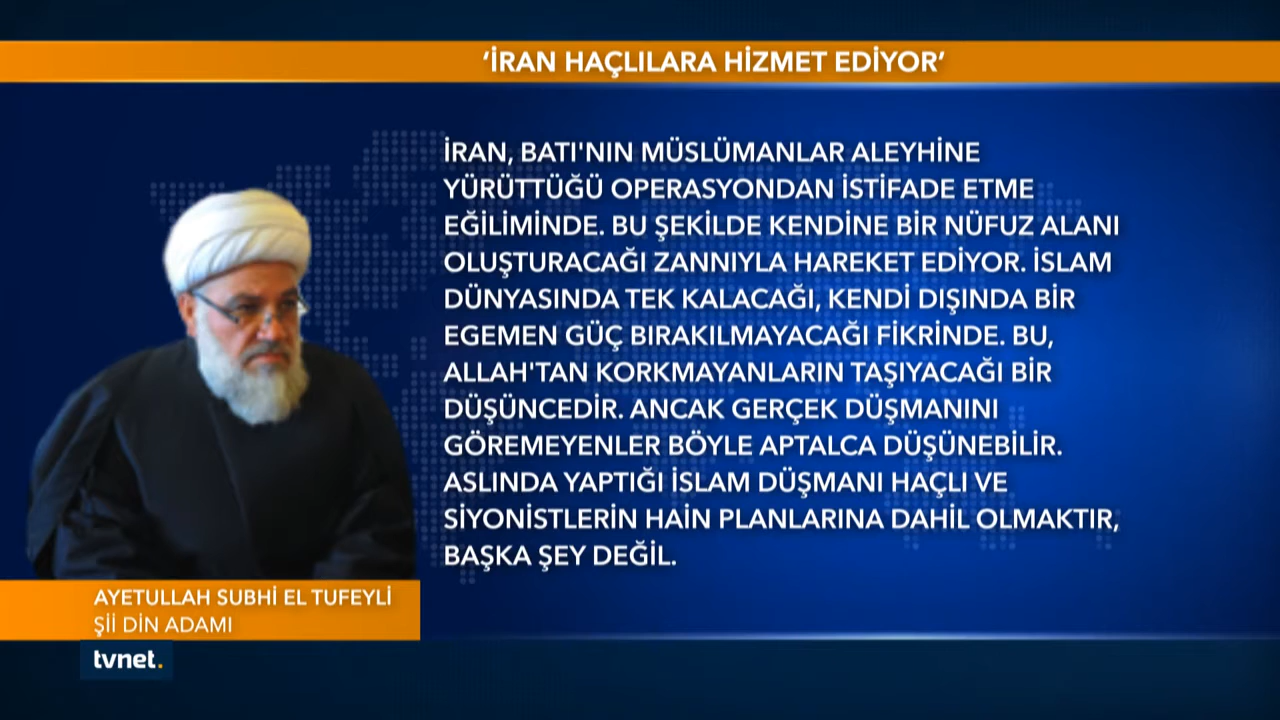 ‘İRAN HAÇLILARA HİZMET EDİYOR’
İRAN, BATI'NIN MÜSLÜMANLAR ALEYHİNE
YÜRÜTTÜĞÜ OPERASYONDAN İSTİFADE ETME
EĞİLİMİNDE. BU ŞEKİLDE KENDİNE BİR NÜFUZ ALANI
OLUŞTURACAĞI ZANNIYLA HAREKET EDİYOR. İSLAM
DÜNYASINDA TEK KALACAĞI, KENDİ DIŞINDA BİR
EGEMEN GÜÇ BIRAKILMAYACAĞI FİKRİNDE. BU,
ALLAH'TAN KORKMAYANLARIN TAŞIYACAĞI BİR
DÜŞÜNCEDİR. ANCAK GERÇEK DÜŞMANINI
GÖREMEYENLER BÖYLE APTALCA DÜŞÜNEBİLİR.
ASLINDA YAPTIĞI İSLAM DÜŞMANI HAÇLI VE
SİYONİSTLERİN HAİN PLANLARINA DAHİL OLMAKTIR,
BAŞKA ŞEY DEĞİL.
AYETULLAH SUBHİ EL TUFEYLİ
Şİİ DİN ADAMI
tvnet.